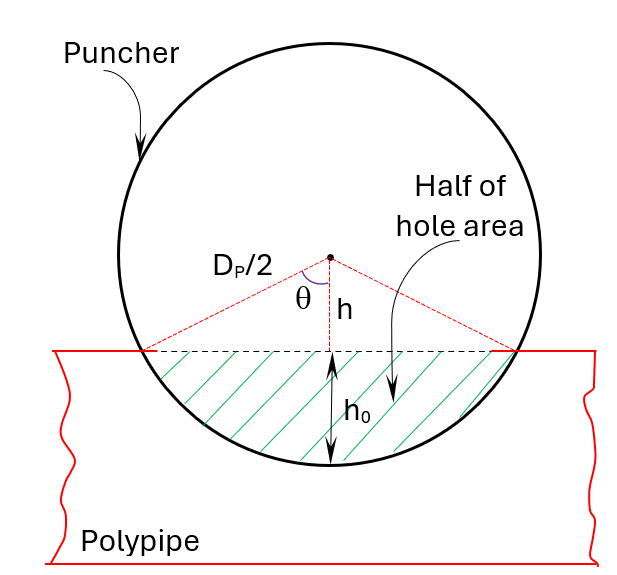 Puncher
Half of
hole area
Dₚ/2
θ
h
h₀
Polypipe